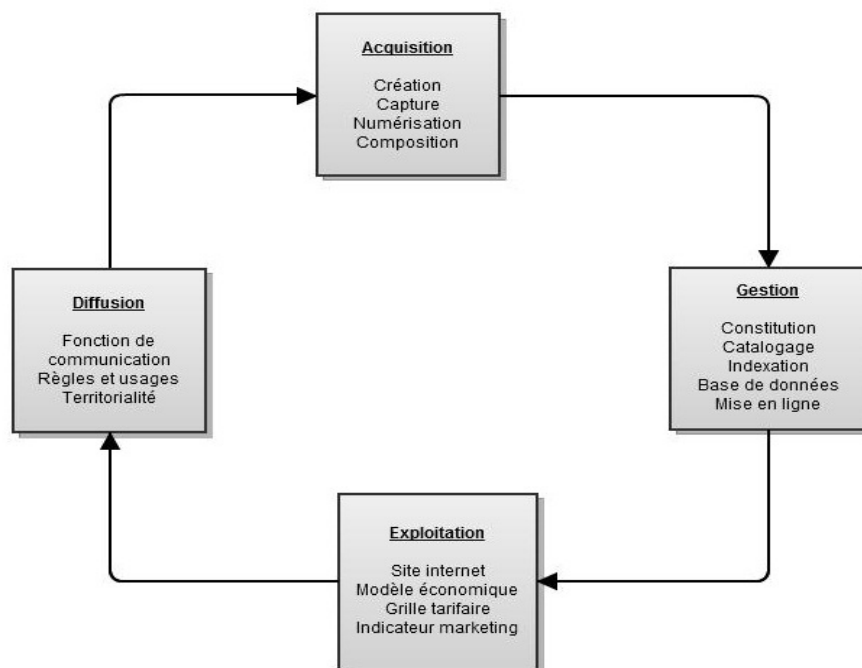 Acquisition
Création
Capture
Numérisation
Composition
Diffusion
Fonction de
communication
Règles et usages
Territorialité
Gestion
Constitution
Catalogage
Indexation
Base de données
Mise en ligne
Exploitation
Site internet
Modèle économique
Grille tarifaire
Indicateur marketing